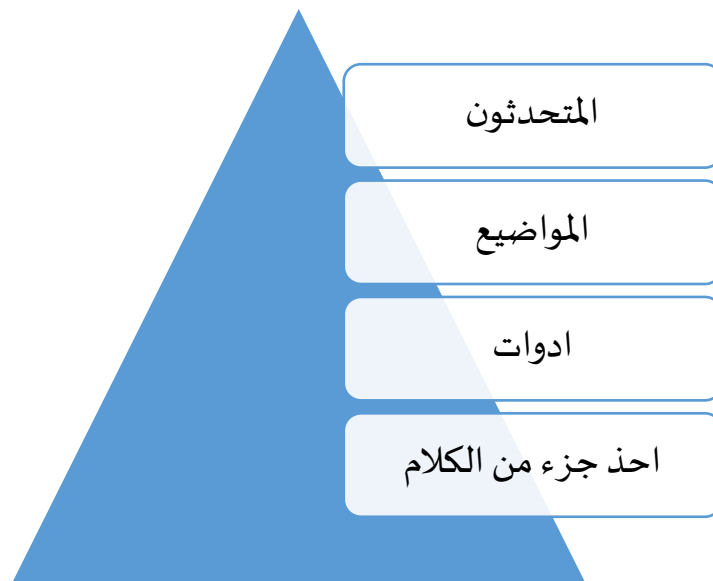 المتحدثون
المواضيع
ادوات
احذ جزء من الكلام